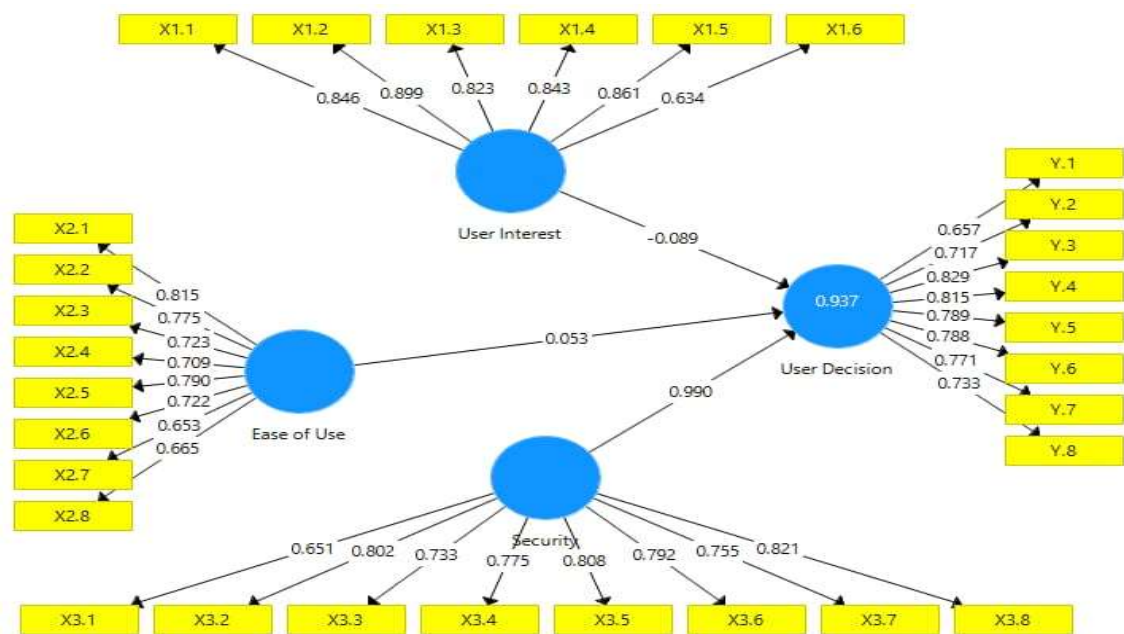 X1.1 X1.2 X1.3 X1.4 X1.5 X1.6
0.846 0.899 0.823 0.843 0.861 0.634
User Interest
-0.089
X2.1
X2.2
X2.3
X2.4
X2.5
X2.6
X2.7
X2.8
0.815
0.775
0.723
0.709
0.790
0.722
0.653
0.665
Ease of Use
0.053
0.990
0.937
User Decision
0.657
0.717
0.829
0.815
0.789
0.788
0.771
0.733
Y.1
Y.2
Y.3
Y.4
Y.5
Y.6
Y.7
Y.8
Security
0.651 0.802 0.733 0.775 0.808 0.792 0.755 0.821
X3.1 X3.2 X3.3 X3.4 X3.5 X3.6 X3.7 X3.8